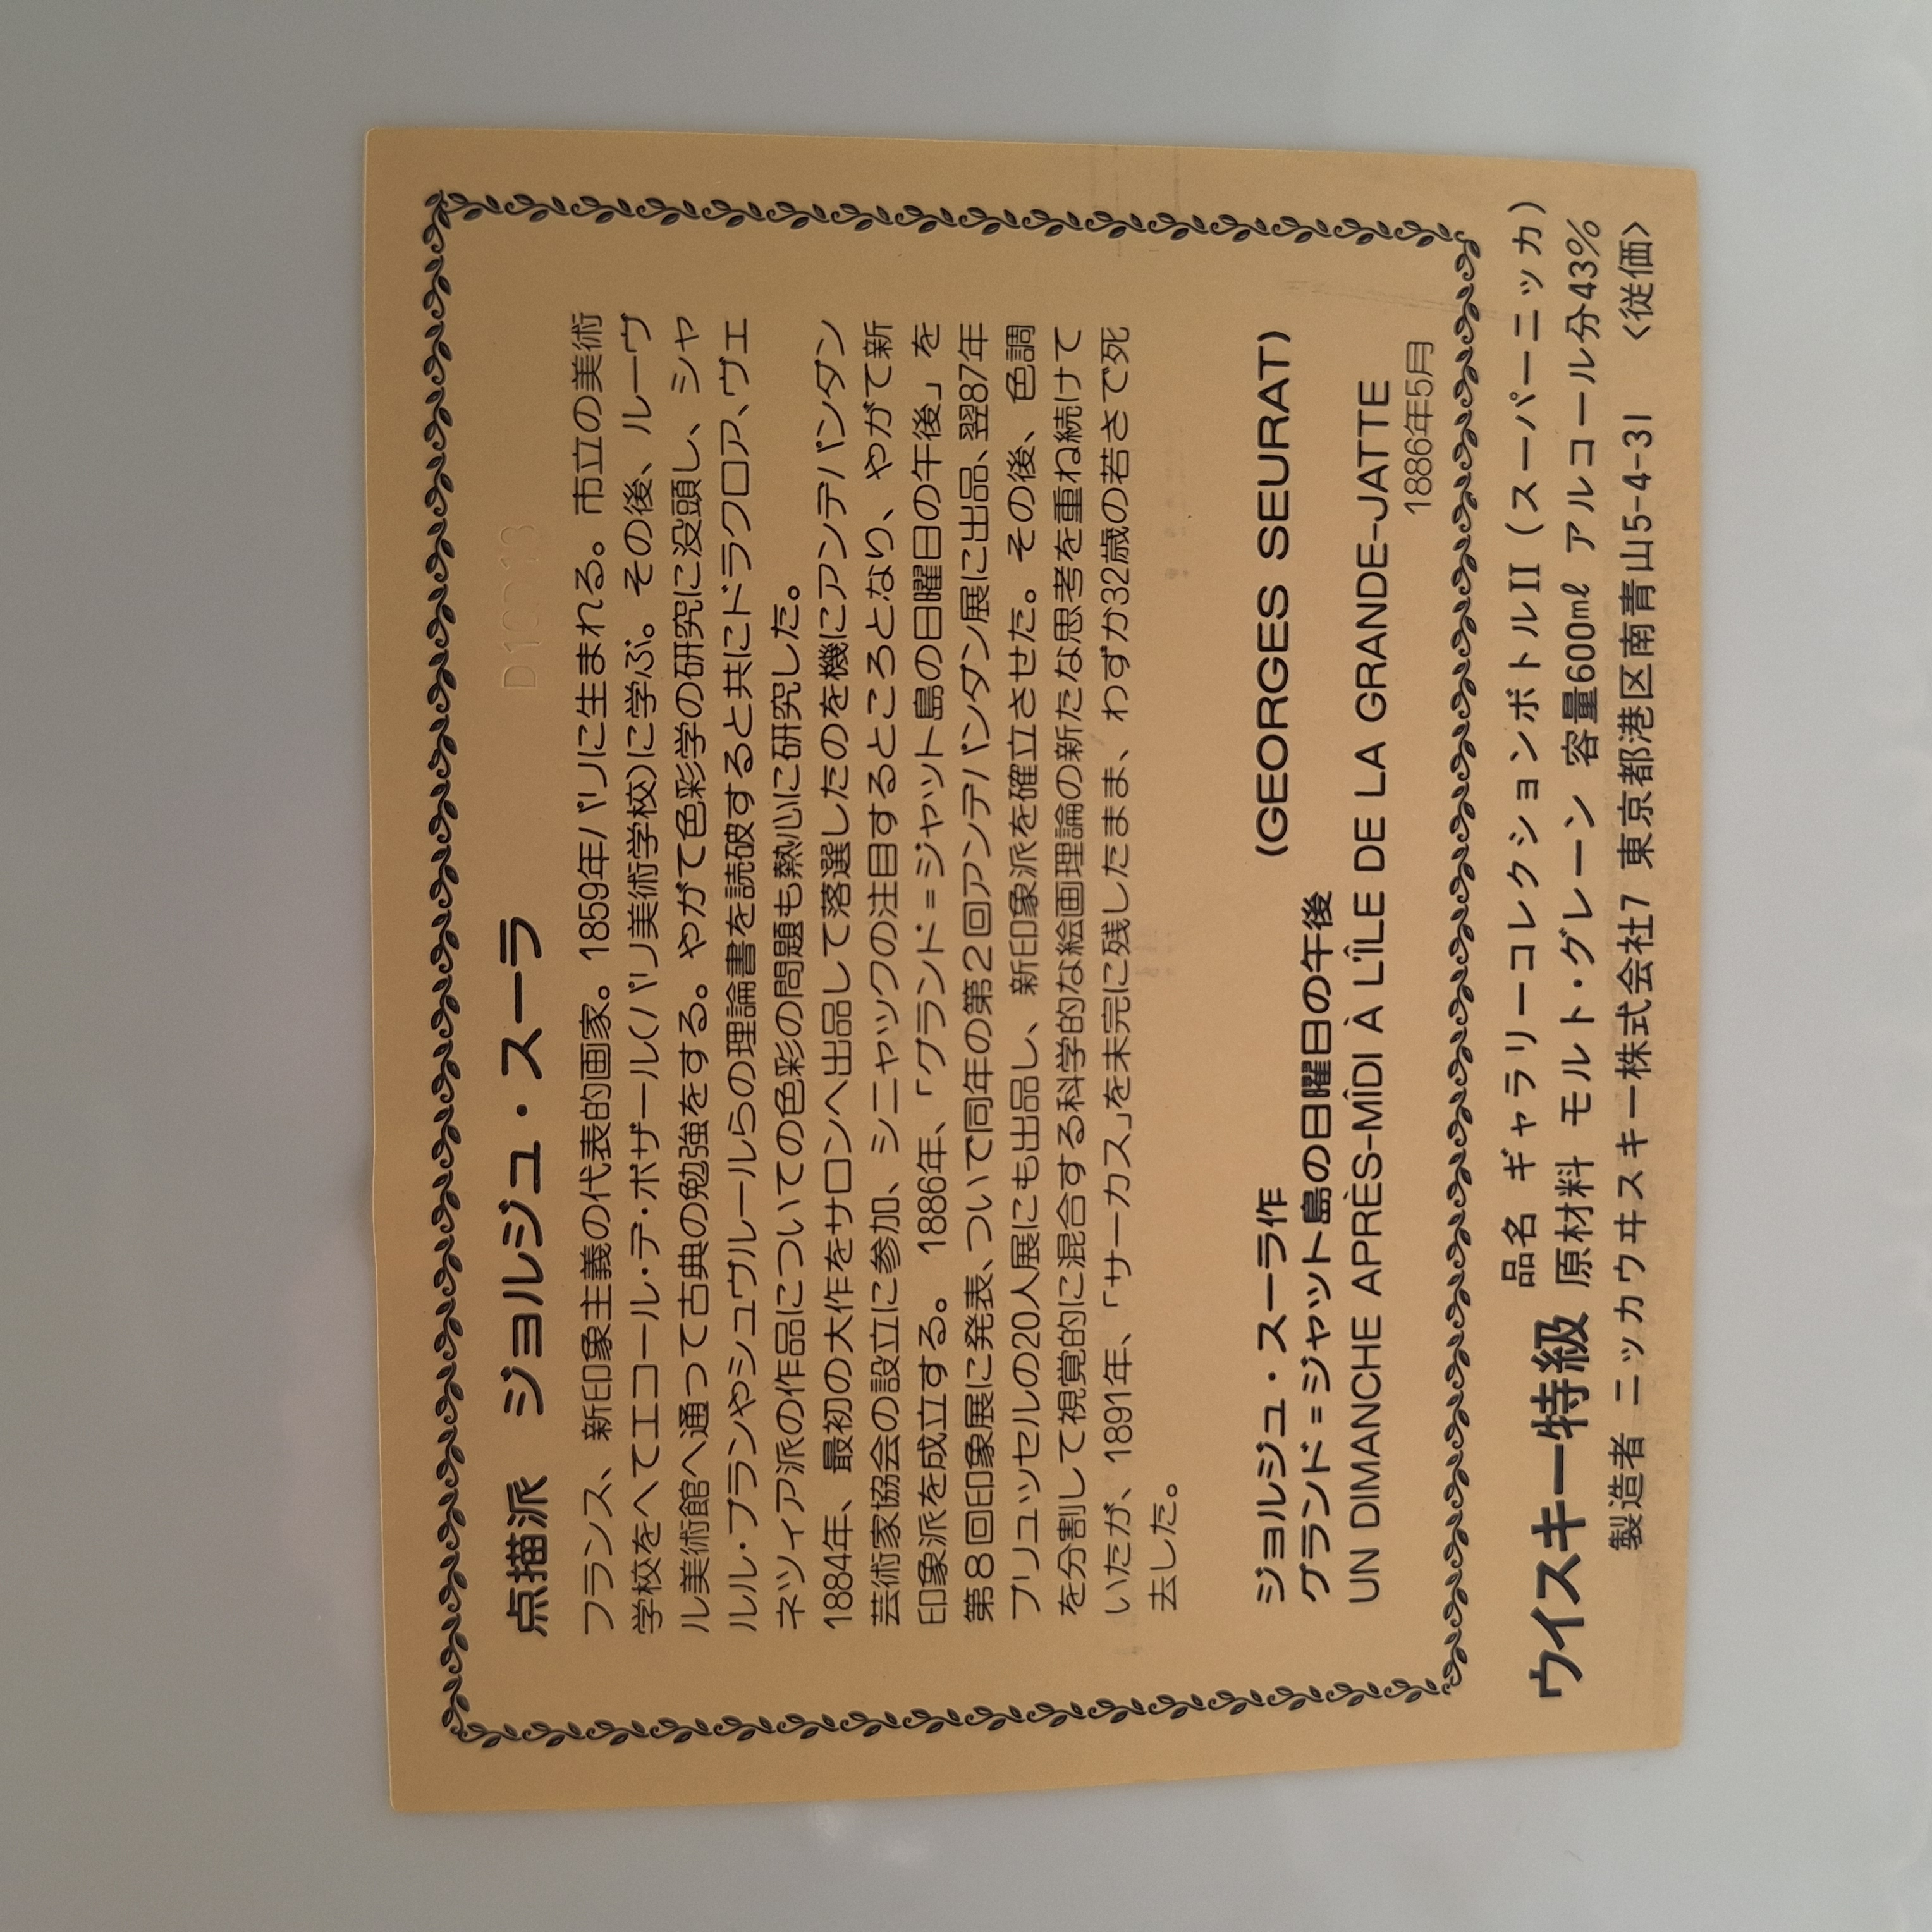 点描派 ジョルジュ・スーラ
フランス、新印象主義の代表的画家。1859年パリに生まれる。市立の美術
学校をへてエコール・デ・ボザール(パリ美術学校)に学ぶ。その後、ルーヴ
ル美術館へ通って古典の勉強をする。やがて色彩学の研究に没頭し、シャ
ルル・ブランやシュヴルールらの理論書を読破すると共にドラクロア、ヴェ
ネツィア派の作品についての色彩の問題も熱心に研究した。
1884年、最初の大作をサロンへ出品して落選したのを機にアンデパンダン
芸術家協会の設立に参加、シニャックの注目するところとなり、やがて新
印象派を成立する。1886年、「グランド=ジャット島の日曜日の午後」を
第8回印象展に発表、ついで同年の第2回アンデパンダン展に出品、翌87年
ブリュッセルの20人展にも出品し、新印象派を確立させた。その後、色調
を分割して視覚的に混合する科学的な絵画理論の新たな思考を重ね続けて
いたが、1891年、「サーカス」を未完に残したまま、わずか32歳の若さで死
去した。
ジョルジュ・スーラ作 (GEORGES SEURAT)
グランド=ジャット島の日曜日の午後
UN DIMANCHE APRÈS-MÎDI À L'ÎLE DE LA GRANDE-JATTE
1886年5月
品名 ギャラリーコレクションボトルII (スーパーニッカ)
ウイスキー特級 原材料 モルト・グレーン 容量600mℓ アルコール分43%
製造者 ニッカウヰスキー株式会社7 東京都港区南青山5-4-31 〈従価〉